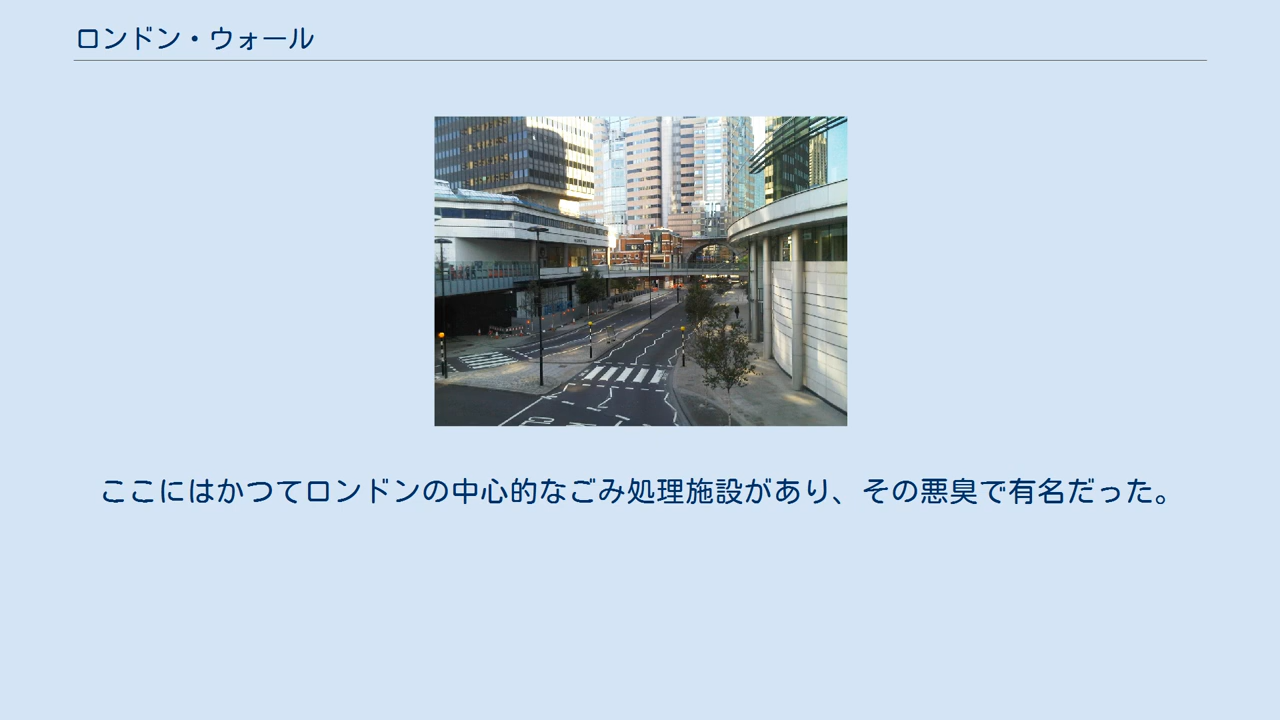 ロンドン・ウォール
ここにはかつてロンドンの中心的なごみ処理施設があり、その悪臭で有名だった。